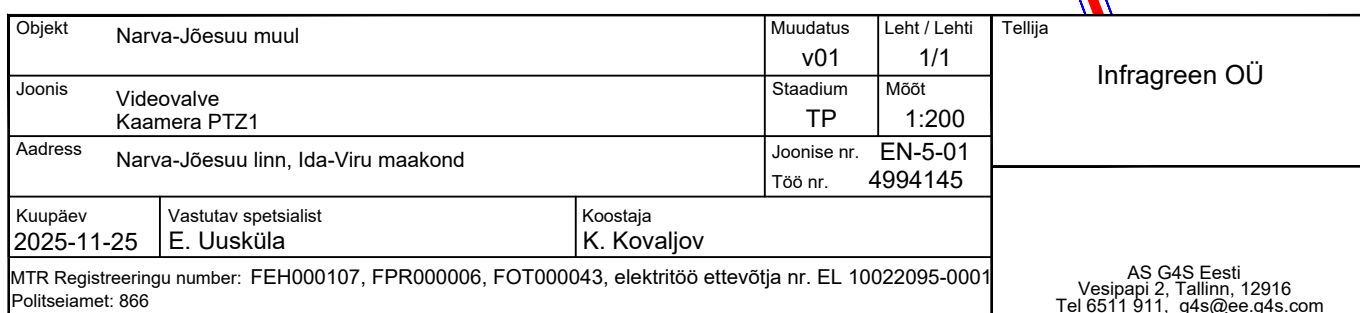 Objekt
Narva-Jõesuu muul
Muudatus
v01
Leht / Lehti
1/1
Tellija
Infragreen OÜ
Joonis
Videovalve
Kaamera PTZ1
Staadium
TP
Mõõt
1:200
Aadress
Narva-Jõesuu linn, Ida-Viru maakond
Joonise nr. EN-5-01
Töö nr. 4994145
Kuupäev
2025-11-25
Vastutav spetsialist
E. Uusküla
Koostaja
K. Kovaljov
MTR Registreeringu number: FEH000107, FPR000006, FOT000043, elektritöö ettevõtja nr. EL 10022095-0001
Politseiamet: 866
AS G4S Eesti
Vesipapi 2, Tallinn, 12916
Tel 6511 911, g4s@ee.g4s.com